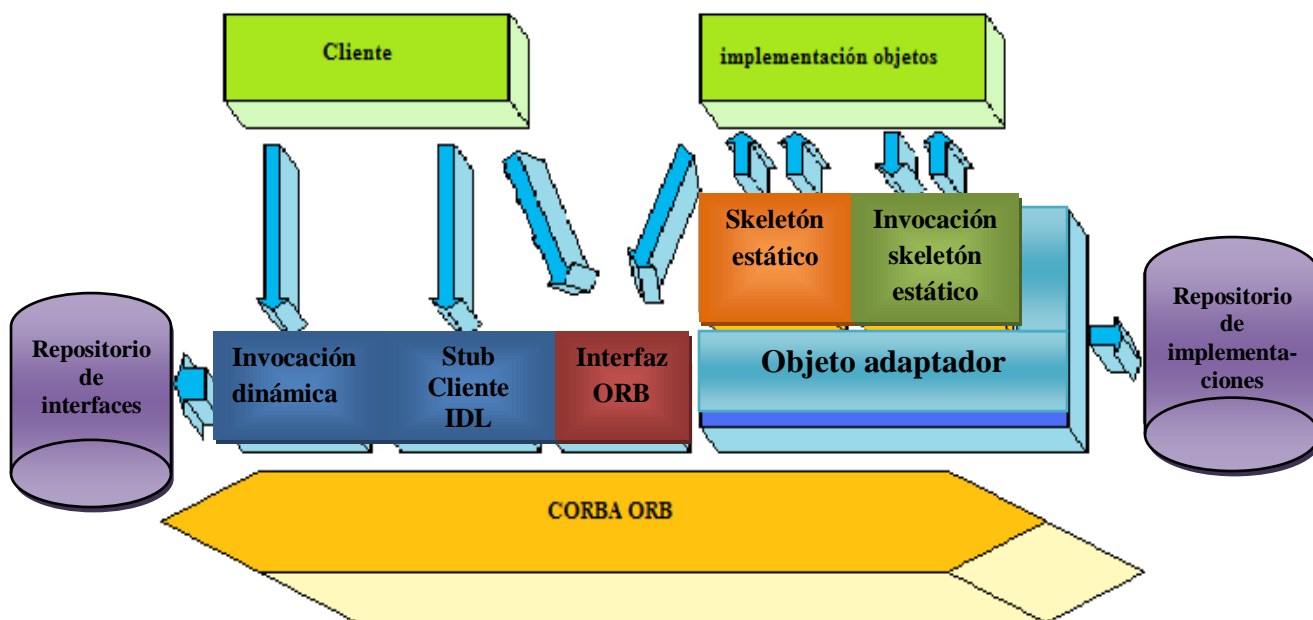 Cliente
implementación objetos
Skeletón
estático
Invocación
skeletón
estático
Repositorio
de
interfaces
Invocación
dinámica
Stub
Cliente
IDL
Interfaz
ORB
Objeto adaptador
Repositorio
de
implementa-
ciones
CORBA ORB